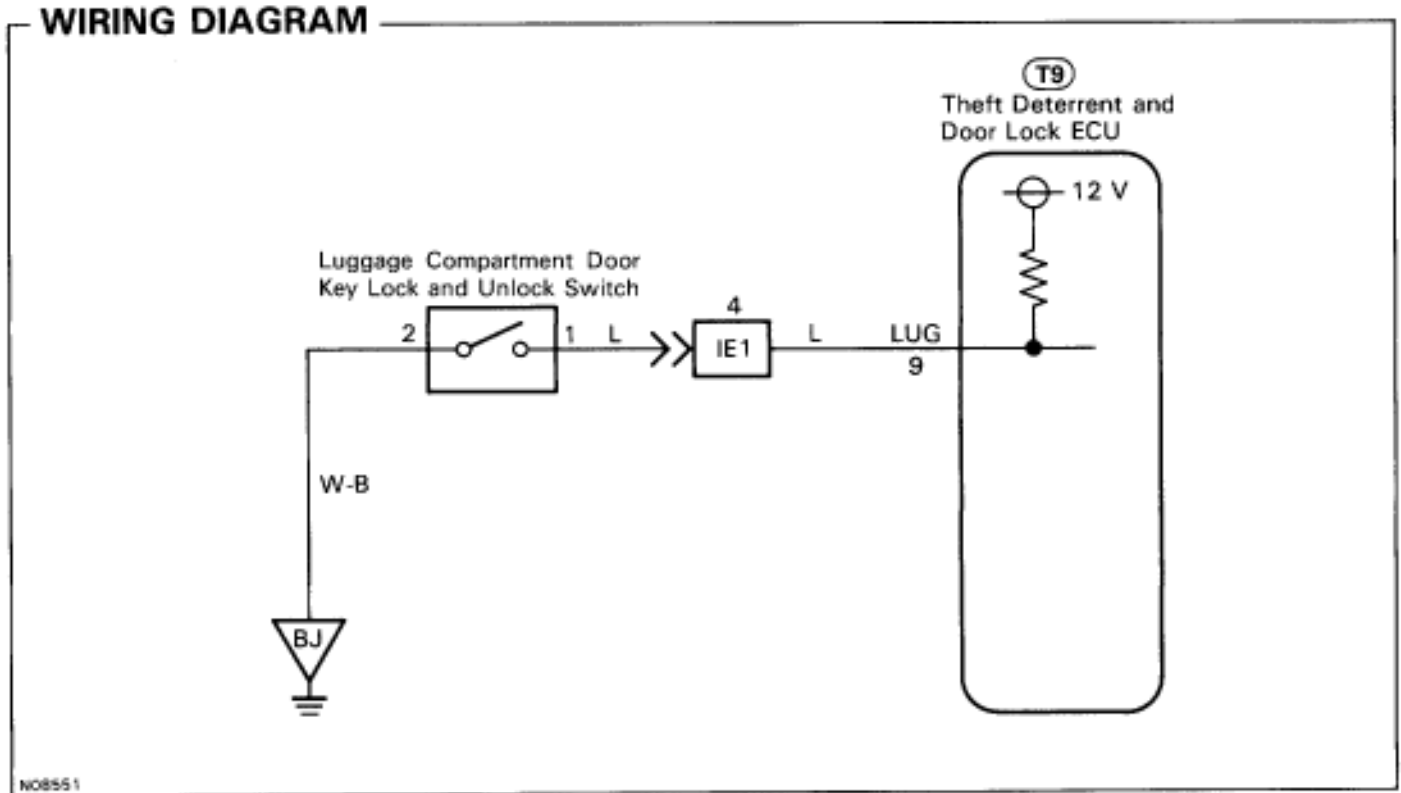 WIRING DIAGRAM
T9
Theft Deterrent and
Door Lock ECU
12 V
Luggage Compartment Door
Key Lock and Unlock Switch
2
1
L
4
IE1
L
LUG
9
W-B
BJ
N08551